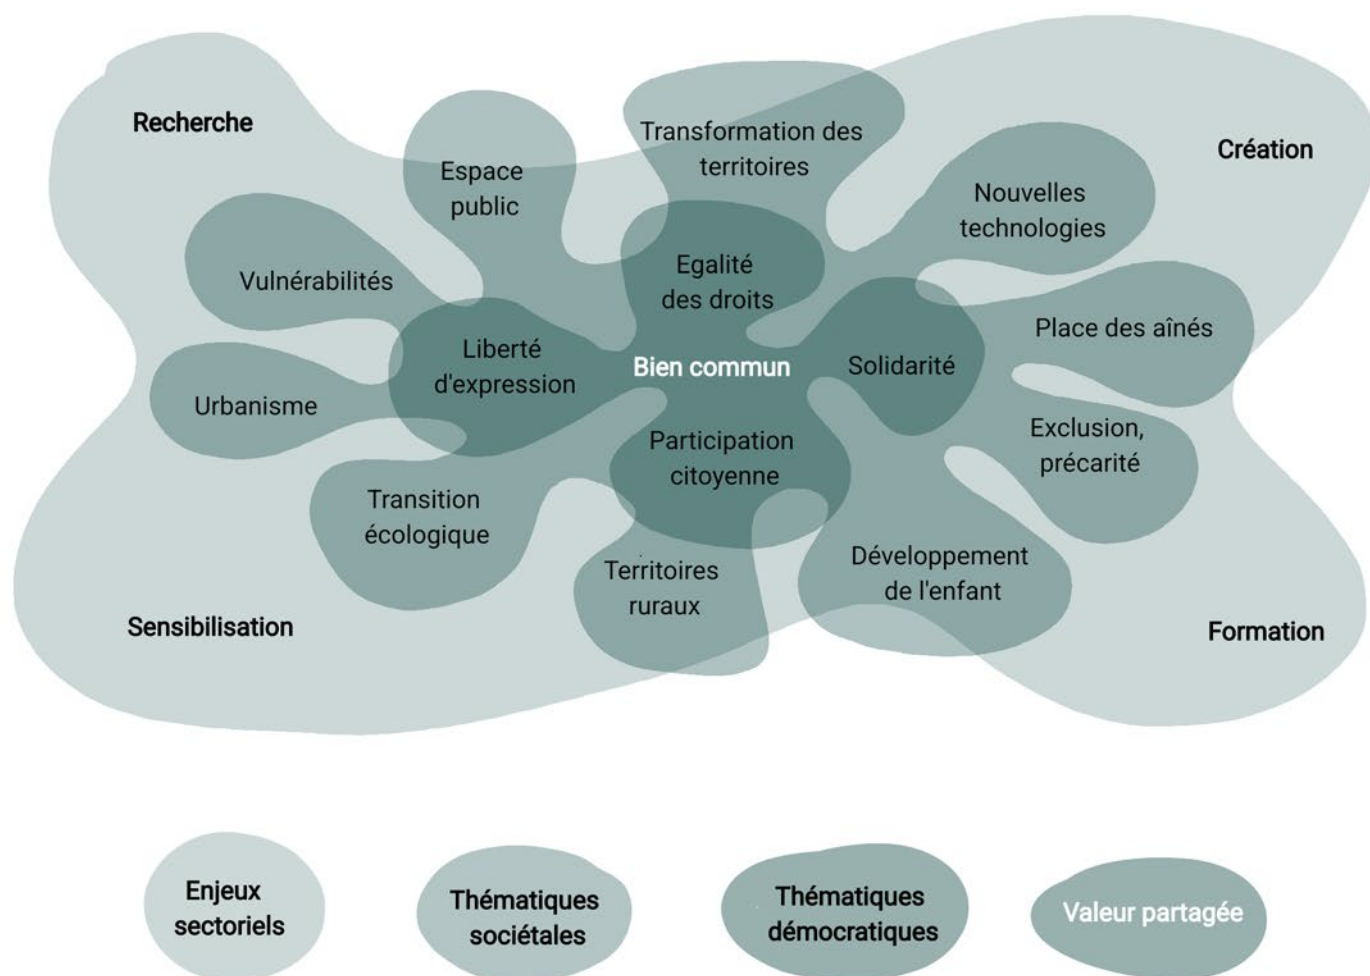 Recherche
Création
Transformation des
territoires
Espace
public
Nouvelles
technologies
Vulnérabilités
Egalité
des droits
Place des aînés
Liberté
d'expression
Bien commun
Solidarité
Urbanisme
Participation
citoyenne
Exclusion,
précarité
Transition
écologique
Territoires
ruraux
Développement
de l'enfant
Sensibilisation
Formation
Enjeux
sectoriels
Thématiques
sociétales
Thématiques
démocratiques
Valeur partagée